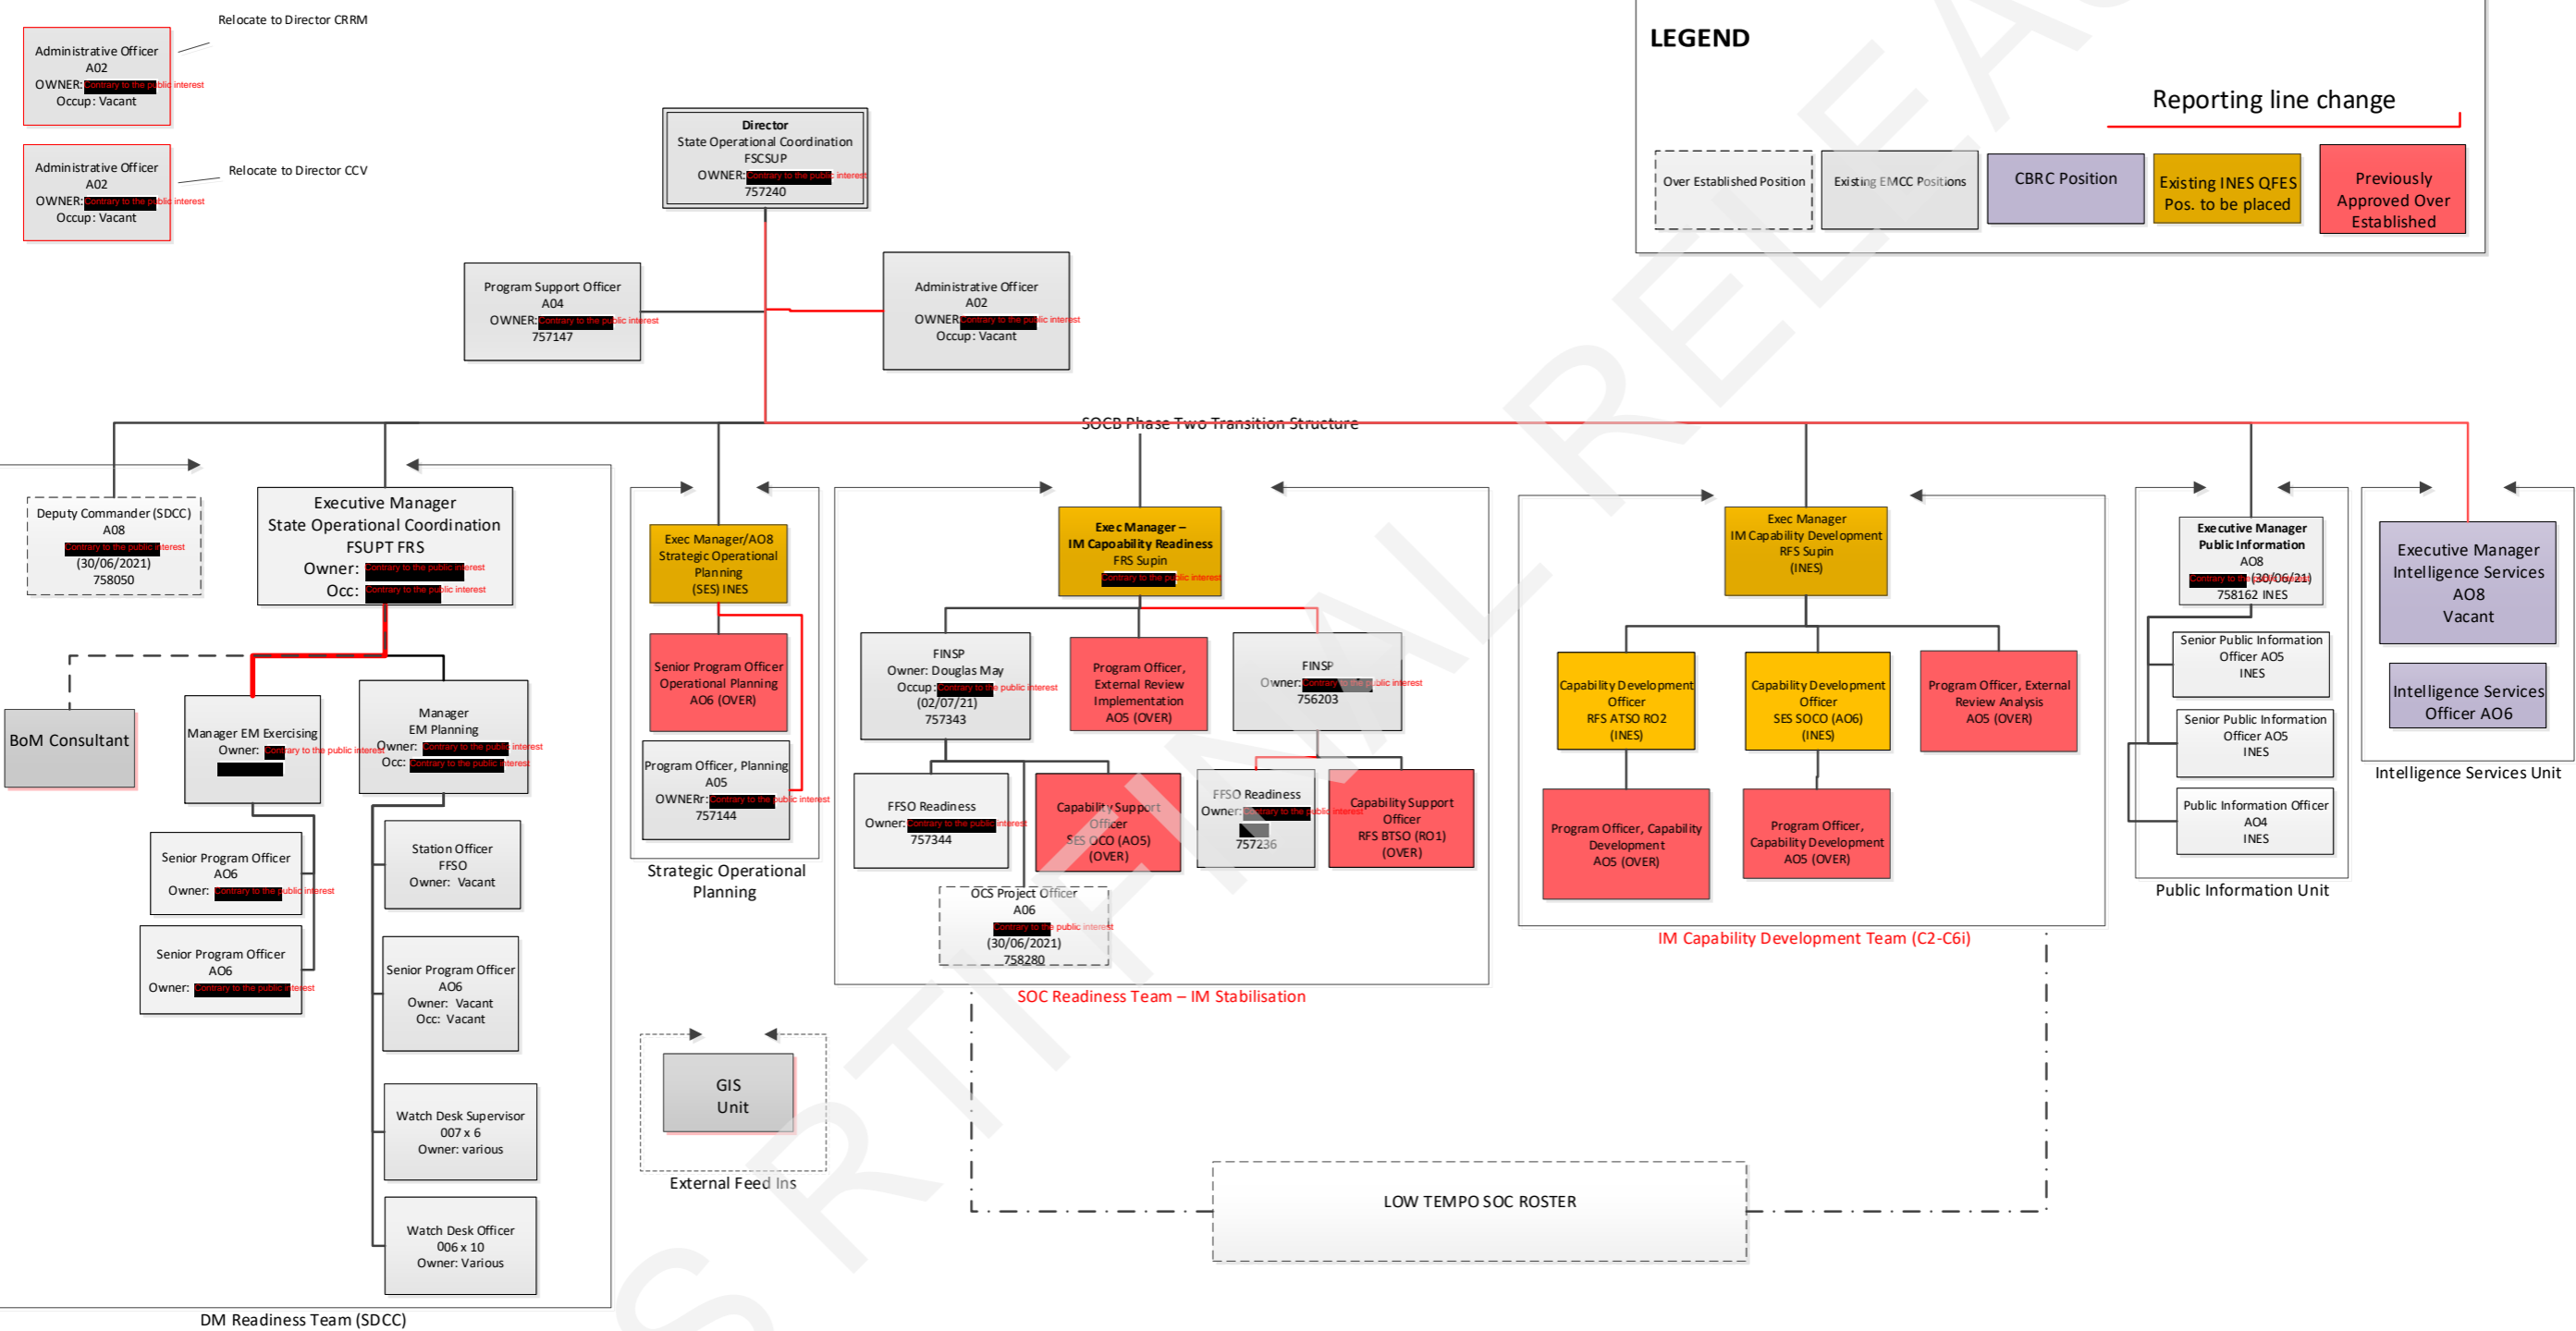 Relocate to Director CRRM
Administrative Officer
A02
OWNER: Contrary to the public interest
Occup: Vacant
Administrative Officer
A02
OWNER: Contrary to the public interest
Occup: Vacant
Relocate to Director CCV
LEGEND
Reporting line change
Over Established Position
Existing EMCC Positions
CBRC Position
Existing INES QFES
Pos. to be placed
Previously
Approved Over
Established
Director
State Operational Coordination
FSCSUP
OWNER: Contrary to the public interest
757240
Program Support Officer
A04
OWNER: Contrary to the public interest
757147
Administrative Officer
A02
OWNER: Contrary to the public interest
Occup: Vacant
SOCB Phase Two Transition Structure
Deputy Commander (SDCC)
A08
Contrary to the public interest
(30/06/2021)
758050
Executive Manager
State Operational Coordination
FSUPT FRS
Owner: Contrary to the public interest
Occ: Contrary to the public interest
BoM Consultant
Manager EM Exercising
Owner: Contrary to the public interest
Manager
EM Planning
Owner: Contrary to the public interest
Occ: Contrary to the public interest
Senior Program Officer
AO6
Owner: Contrary to the public interest
Senior Program Officer
AO6
Owner: Contrary to the public interest
Station Officer
FFSO
Owner: Vacant
Senior Program Officer
AO6
Owner: Vacant
Occ: Vacant
Watch Desk Supervisor
007 x 6
Owner: various
Watch Desk Officer
006 x 10
Owner: Various
DM Readiness Team (SDCC)
Exec Manager/AO8
Strategic Operational
Planning
(SES) INES
Senior Program Officer
Operational Planning
AO6 (OVER)
Program Officer, Planning
A05
OWNERr: Contrary to the public interest
757144
Strategic Operational
Planning
Exec Manager –
IM Capoability Readiness
FRS Supin
Contrary to the public interest
FINSP
Owner: Douglas May
Occup: Contrary to the public interest
(02/07/21)
757343
Program Officer,
External Review
Implementation
AO5 (OVER)
FINSP
Owner: Contrary to the public interest
756203
FFSO Readiness
Owner: Contrary to the public interest
757344
Capability Support
Officer
SES OCO (AO5)
(OVER)
FFSO Readiness
Owner: Contrary to the public interest
757236
Capability Support
Officer
RFS BTSO (RO1)
(OVER)
OCS Project Officer
A06
Contrary to the public interest
(30/06/2021)
758280
SOC Readiness Team – IM Stabilisation
Exec Manager
IM Capability Development
RFS Supin
(INES)
Capability Development
Officer
RFS ATSO RO2
(INES)
Capability Development
Officer
SES SOCO (AO6)
(INES)
Program Officer, External
Review Analysis
AO5 (OVER)
Program Officer, Capability
Development
AO5 (OVER)
Program Officer,
Capability Development
AO5 (OVER)
IM Capability Development Team (C2-C6i)
Executive Manager
Public Information
AO8
Contrary to the public interest (30/06/21)
758162 INES
Senior Public Information
Officer AO5
INES
Senior Public Information
Officer AO5
INES
Public Information Officer
AO4
INES
Public Information Unit
Executive Manager
Intelligence Services
AO8
Vacant
Intelligence Services
Officer AO6
Intelligence Services Unit
GIS
Unit
External Feed Ins
LOW TEMPO SOC ROSTER
S RTI FINAL RELEAS